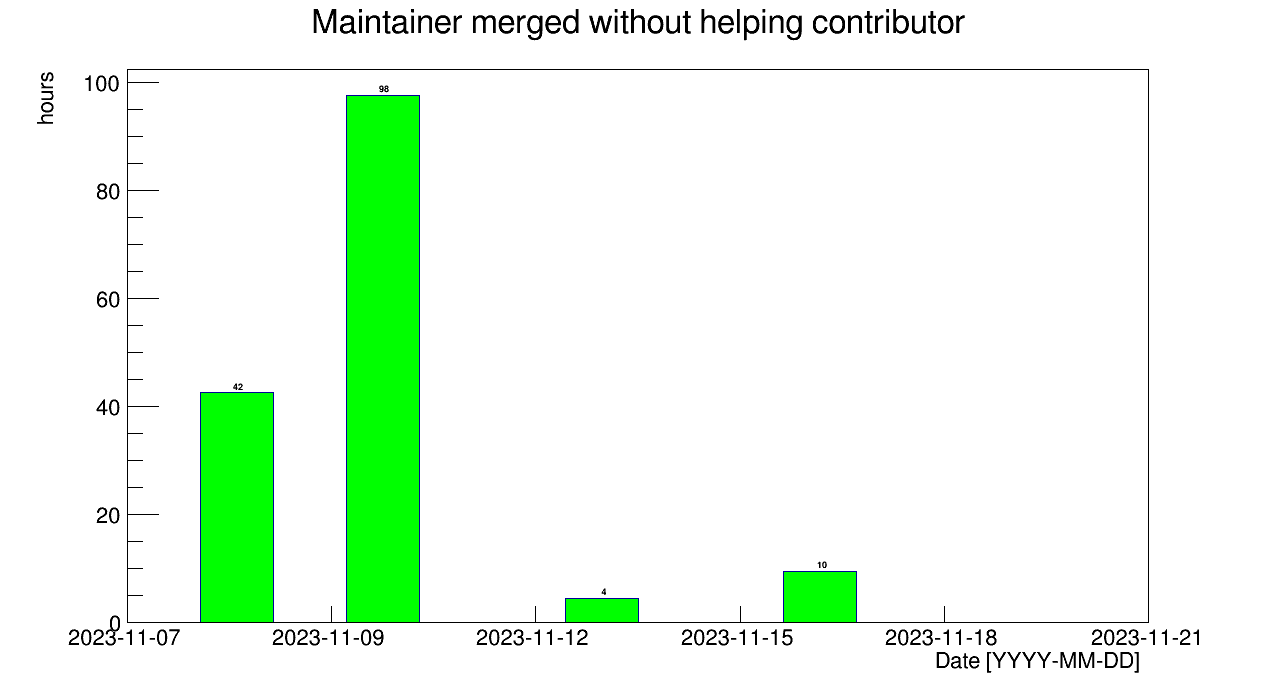 Maintainer merged without helping contributor
hours
100
80
60
40
20
0
98
42
4
10
2023-11-07 2023-11-09 2023-11-12 2023-11-15 2023-11-18 2023-11-21
Date [YYYY-MM-DD]